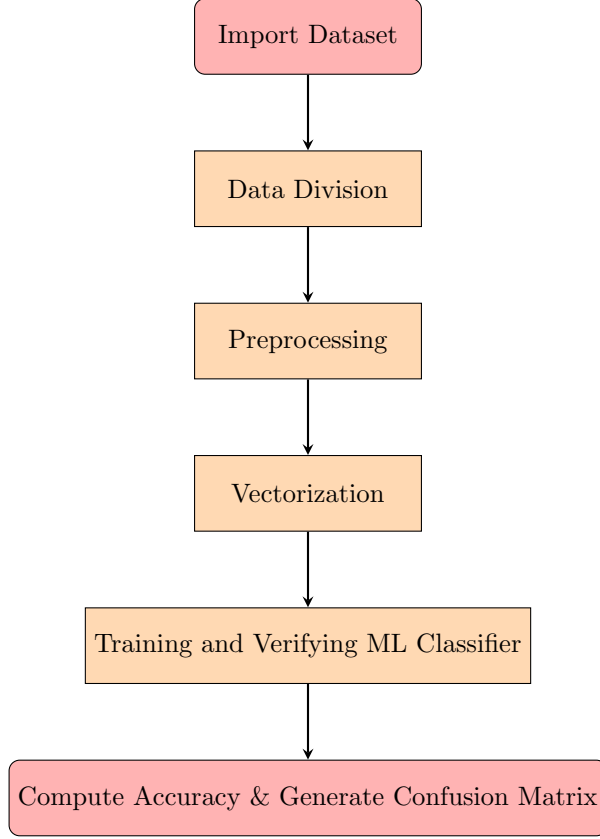 Import Dataset
Data Division
Preprocessing
Vectorization
Training and Verifying ML Classifier
Compute Accuracy & Generate Confusion Matrix